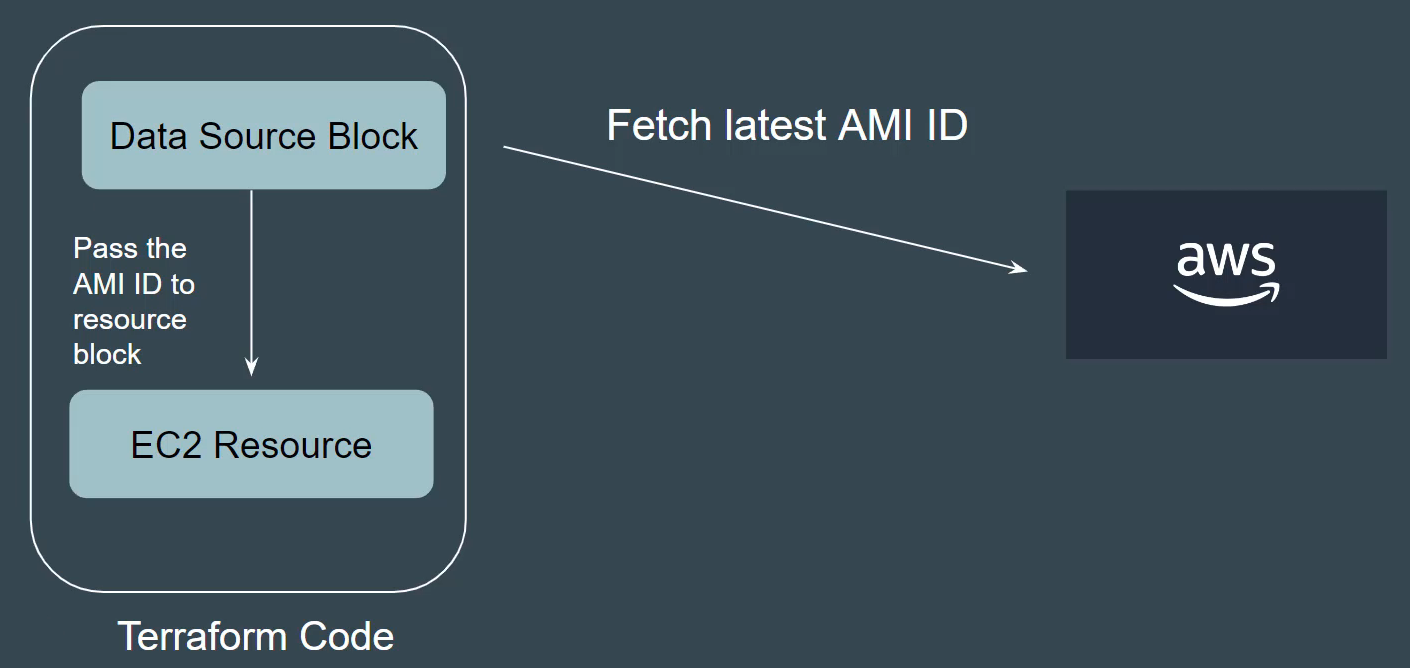 Data Source Block
Fetch latest AMI ID
aws
Pass the
AMI ID to
resource
block
EC2 Resource
Terraform Code